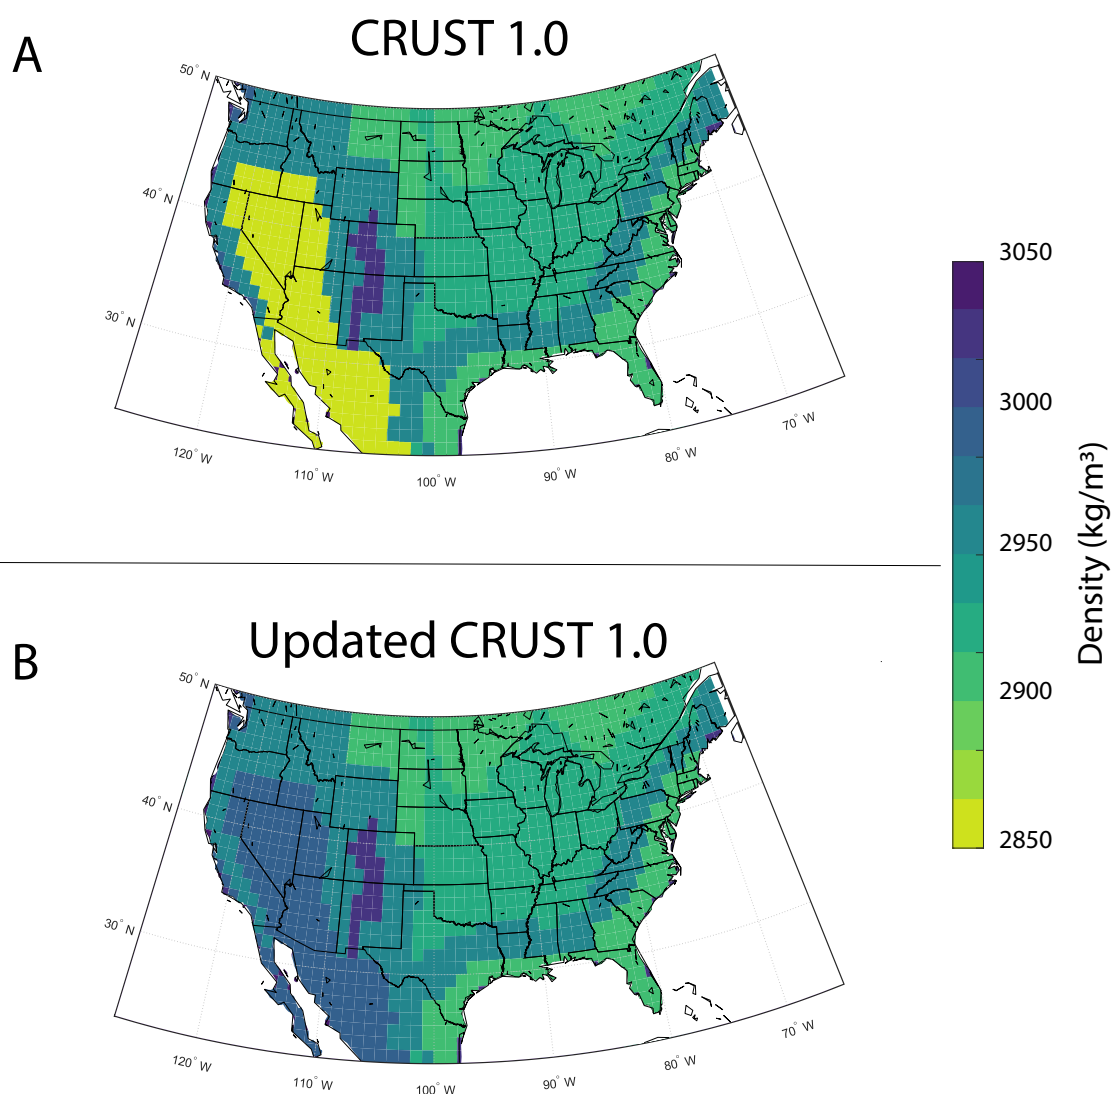 CRUST 1.0
A
50° N
40° N
30° N
120° W
110° W
100° W
90° W
80° W
70° W
3050
3000
2950
2900
2850
Density (kg/m³)
Updated CRUST 1.0
B
50° N
40° N
30° N
120° W
110° W
100° W
90° W
80° W
70° W